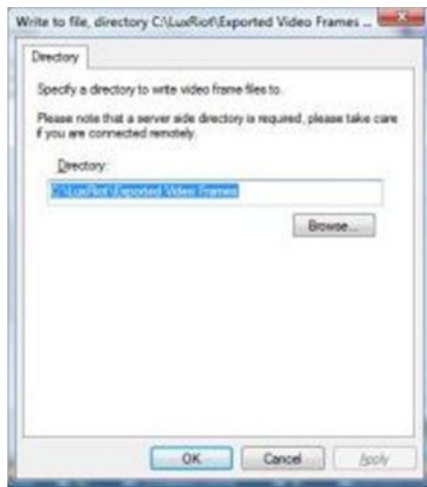 Write to file, directory C:\LuxRiot\Exported Video Frames ...
Directory
Specify a directory to write video frame files to.
Please note that a server side directory is required, please take care
if you are connected remotely.
Directory:
C:\LuxRiot\Exported Video Frames
Browse...
OK
Cancel
Apply